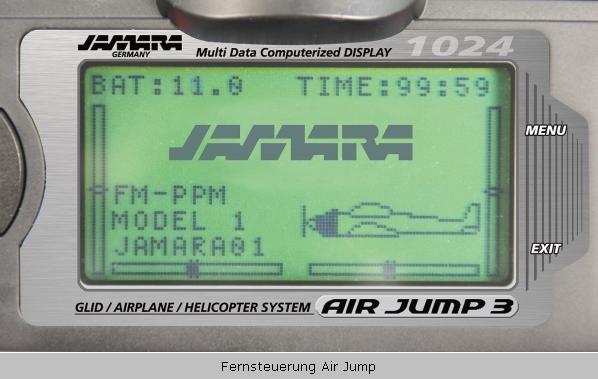 JAMARA
GERMANY
Multi Data Computerized DISPLAY
1024
BAT:11.0 TIME:99:59
JAMARA
FM-PPM
MODEL 1
JAMARA01
MENU
EXIT
GLID / AIRPLANE / HELICOPTER SYSTEM AIR JUMP 3
Fernsteuerung Air Jump